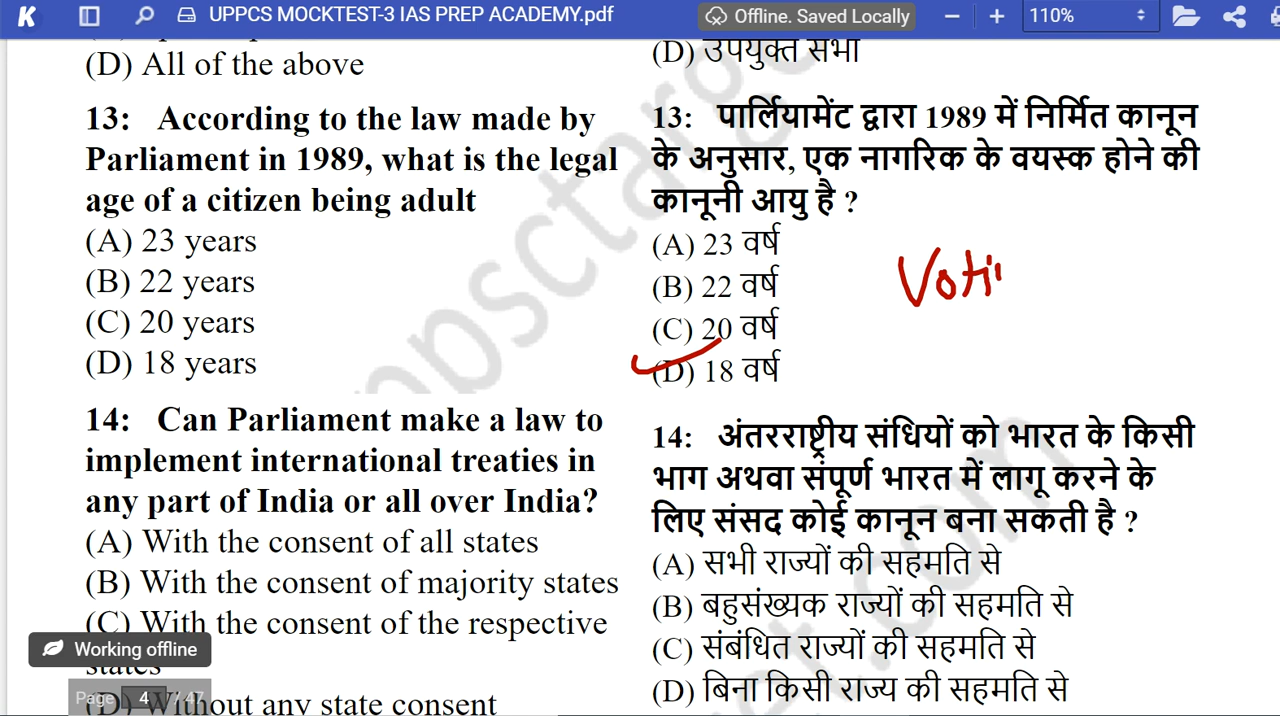 K UPPCS MOCKTEST-3 IAS PREP ACADEMY.pdf Offline. Saved Locally 110%
(D) All of the above
13: According to the law made by
Parliament in 1989, what is the legal
age of a citizen being adult
(A) 23 years
(B) 22 years
(C) 20 years
(D) 18 years
14: Can Parliament make a law to
implement international treaties in
any part of India or all over India?
(A) With the consent of all states
(B) With the consent of majority states
(C) With the consent of the respective
states
(D) Without any state consent
(D) उपयुक्त सभी
13: पार्लियामेंट द्वारा 1989 में निर्मित कानून
के अनुसार, एक नागरिक के वयस्क होने की
कानूनी आयु है ?
(A) 23 वर्ष
(B) 22 वर्ष
(C) 20 वर्ष
(D) 18 वर्ष
Voti
14: अंतरराष्ट्रीय संधियों को भारत के किसी
भाग अथवा संपूर्ण भारत में लागू करने के
लिए संसद कोई कानून बना सकती है ?
(A) सभी राज्यों की सहमति से
(B) बहुसंख्यक राज्यों की सहमति से
(C) संबंधित राज्यों की सहमति से
(D) बिना किसी राज्य की सहमति से
Working offline
Page 4 / 47